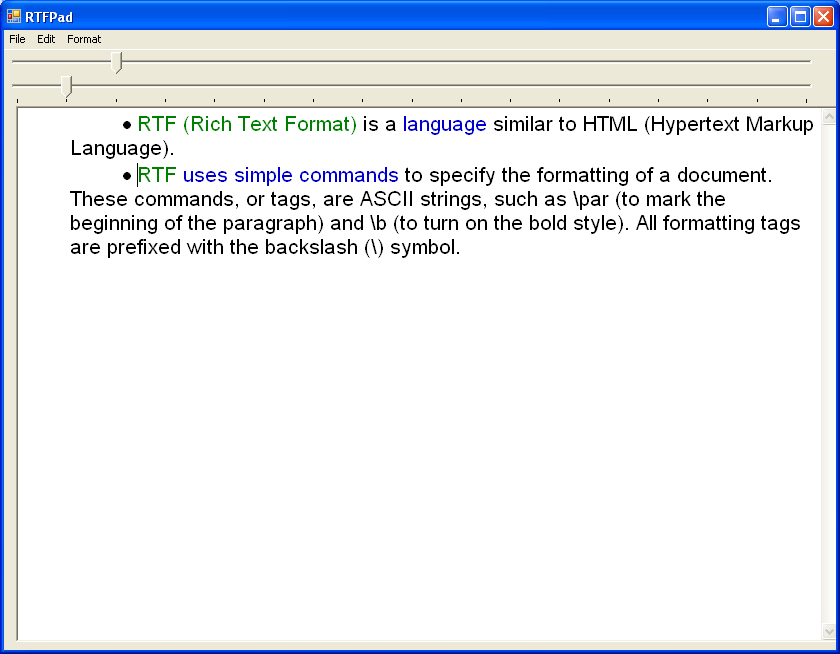 RTFPad
File Edit Format
• RTF (Rich Text Format) is a language similar to HTML (Hypertext Markup
Language).
• RTF uses simple commands to specify the formatting of a document.
These commands, or tags, are ASCII strings, such as \par (to mark the
beginning of the paragraph) and \b (to turn on the bold style). All formatting tags
are prefixed with the backslash (\) symbol.